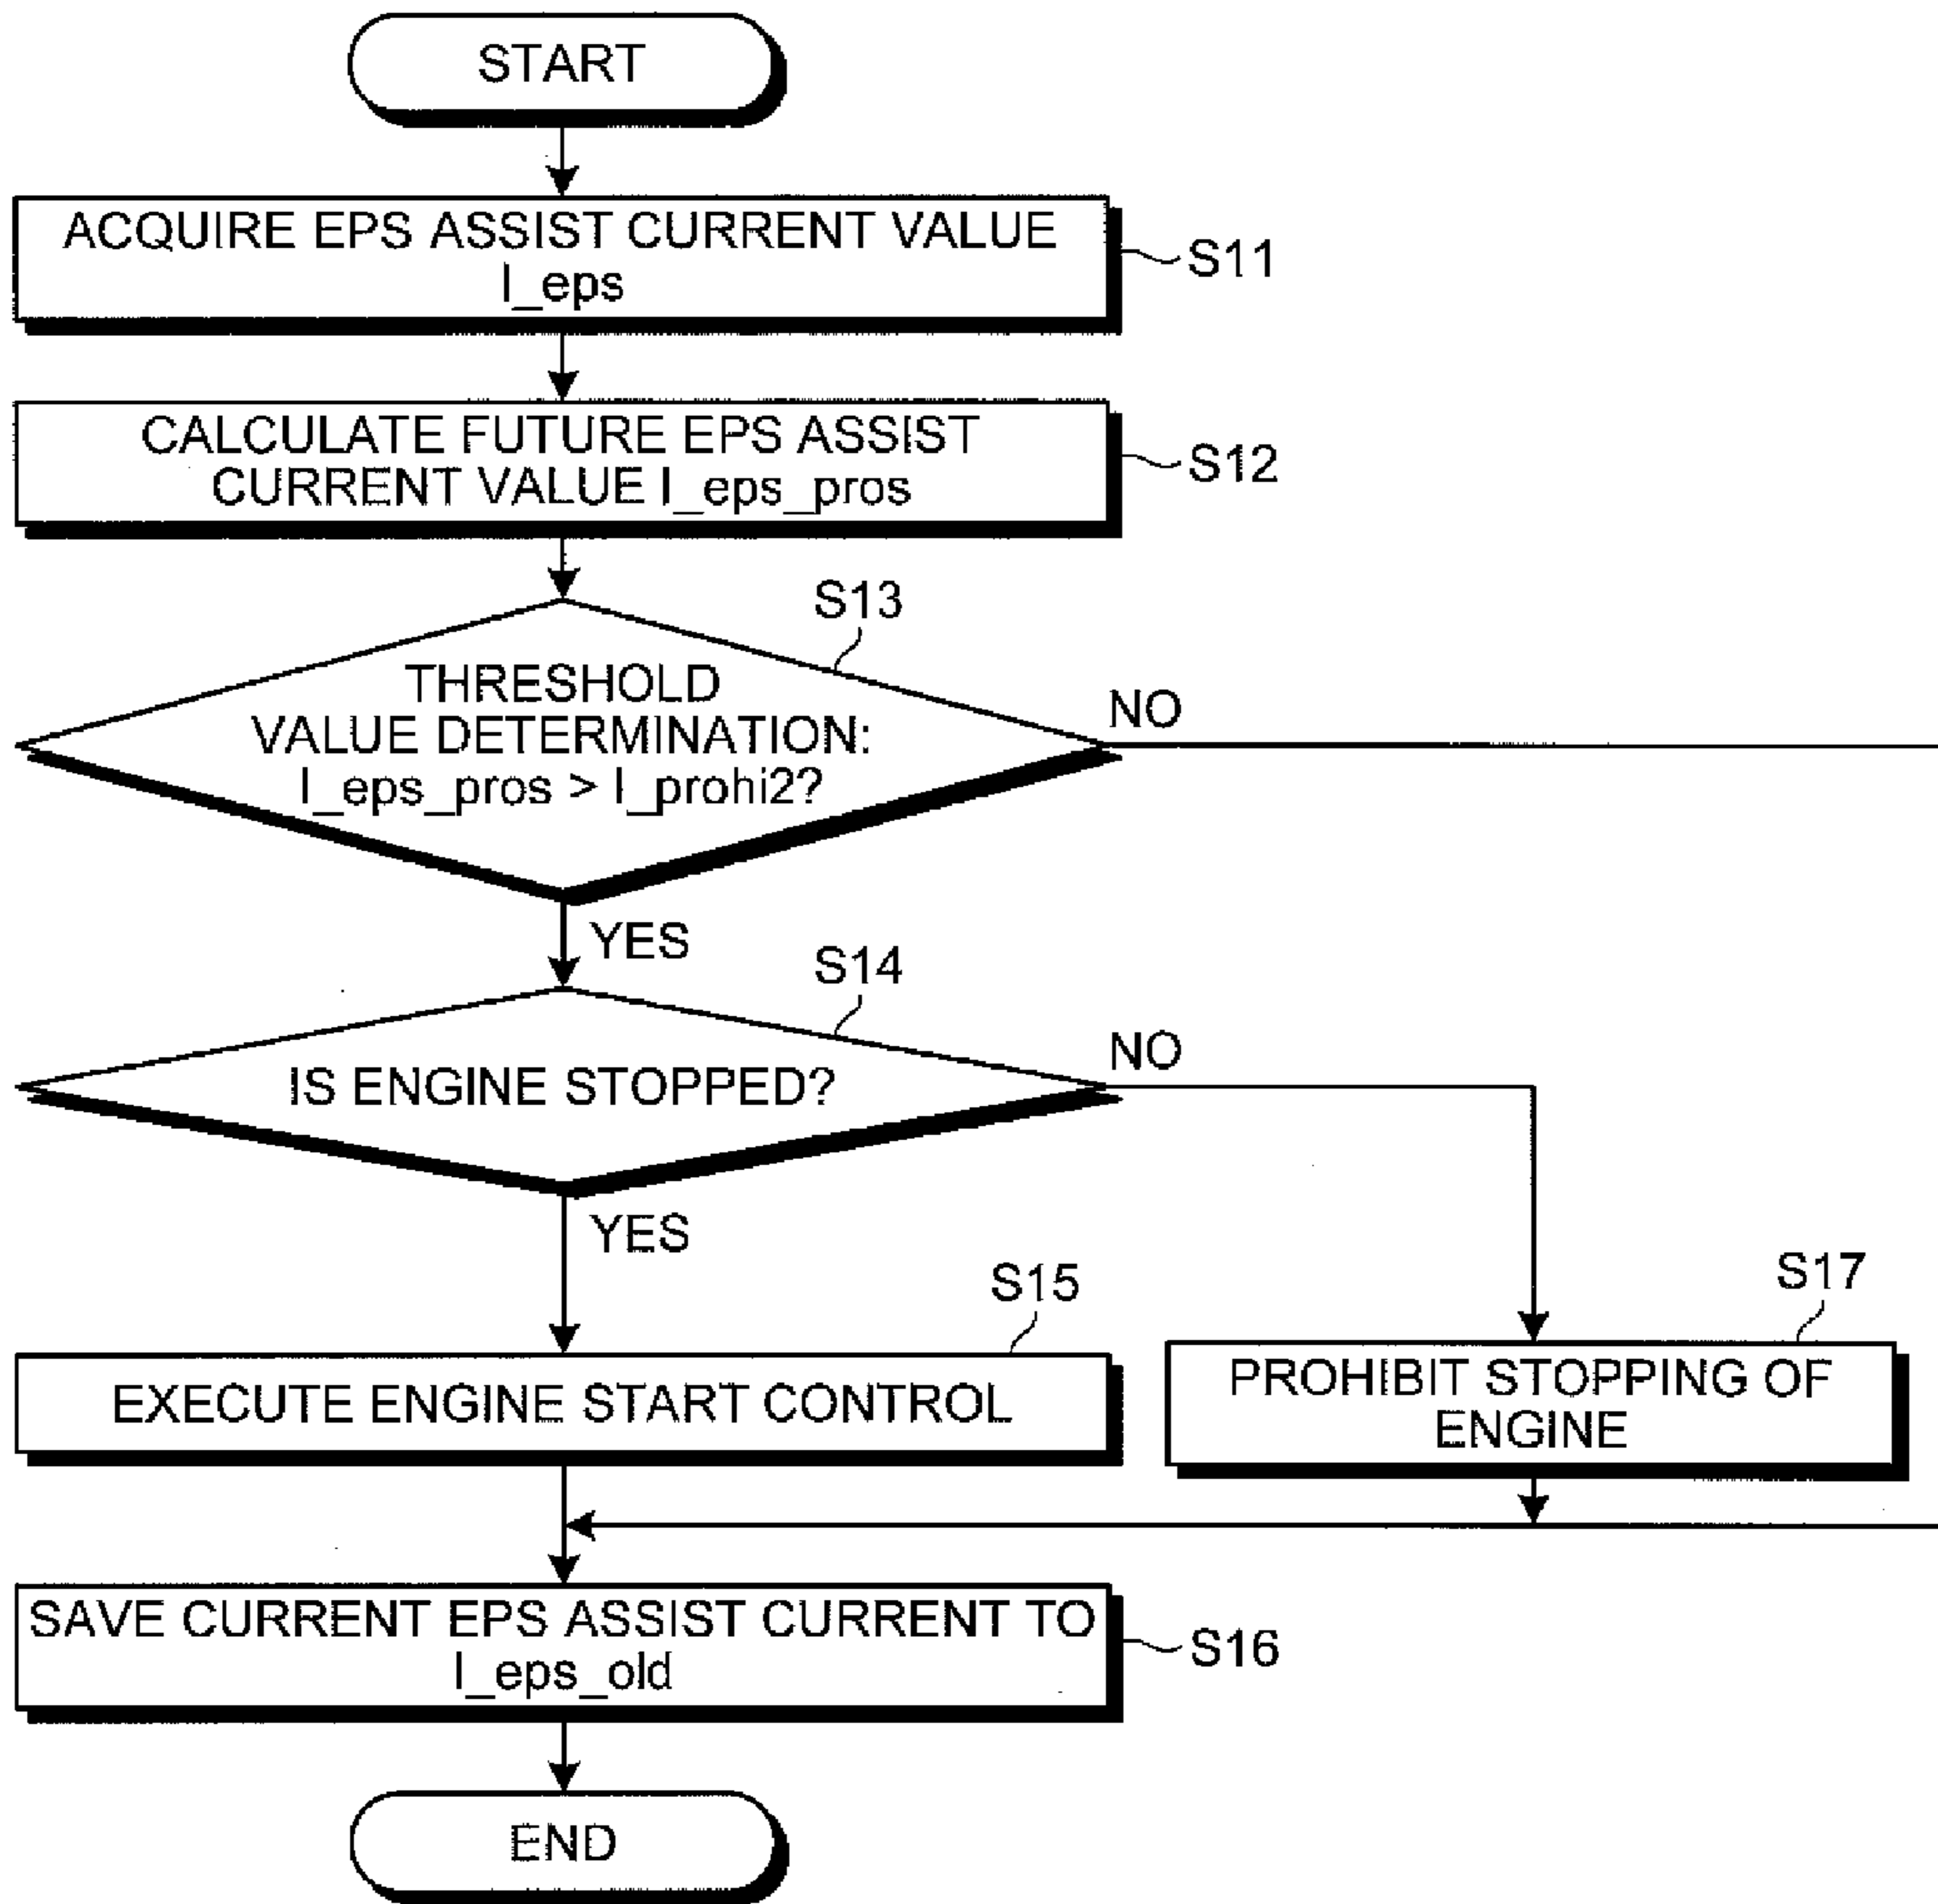 START
ACQUIRE EPS ASSIST CURRENT VALUE
I_eps
S11
CALCULATE FUTURE EPS ASSIST
CURRENT VALUE I_eps_pros
S12
S13
THRESHOLD
VALUE DETERMINATION:
I_eps_pros > I_prohi2?
NO
YES
S14
IS ENGINE STOPPED?
NO
YES
S15
EXECUTE ENGINE START CONTROL
S17
PROHIBIT STOPPING OF
ENGINE
SAVE CURRENT EPS ASSIST CURRENT TO
I_eps_old
S16
END